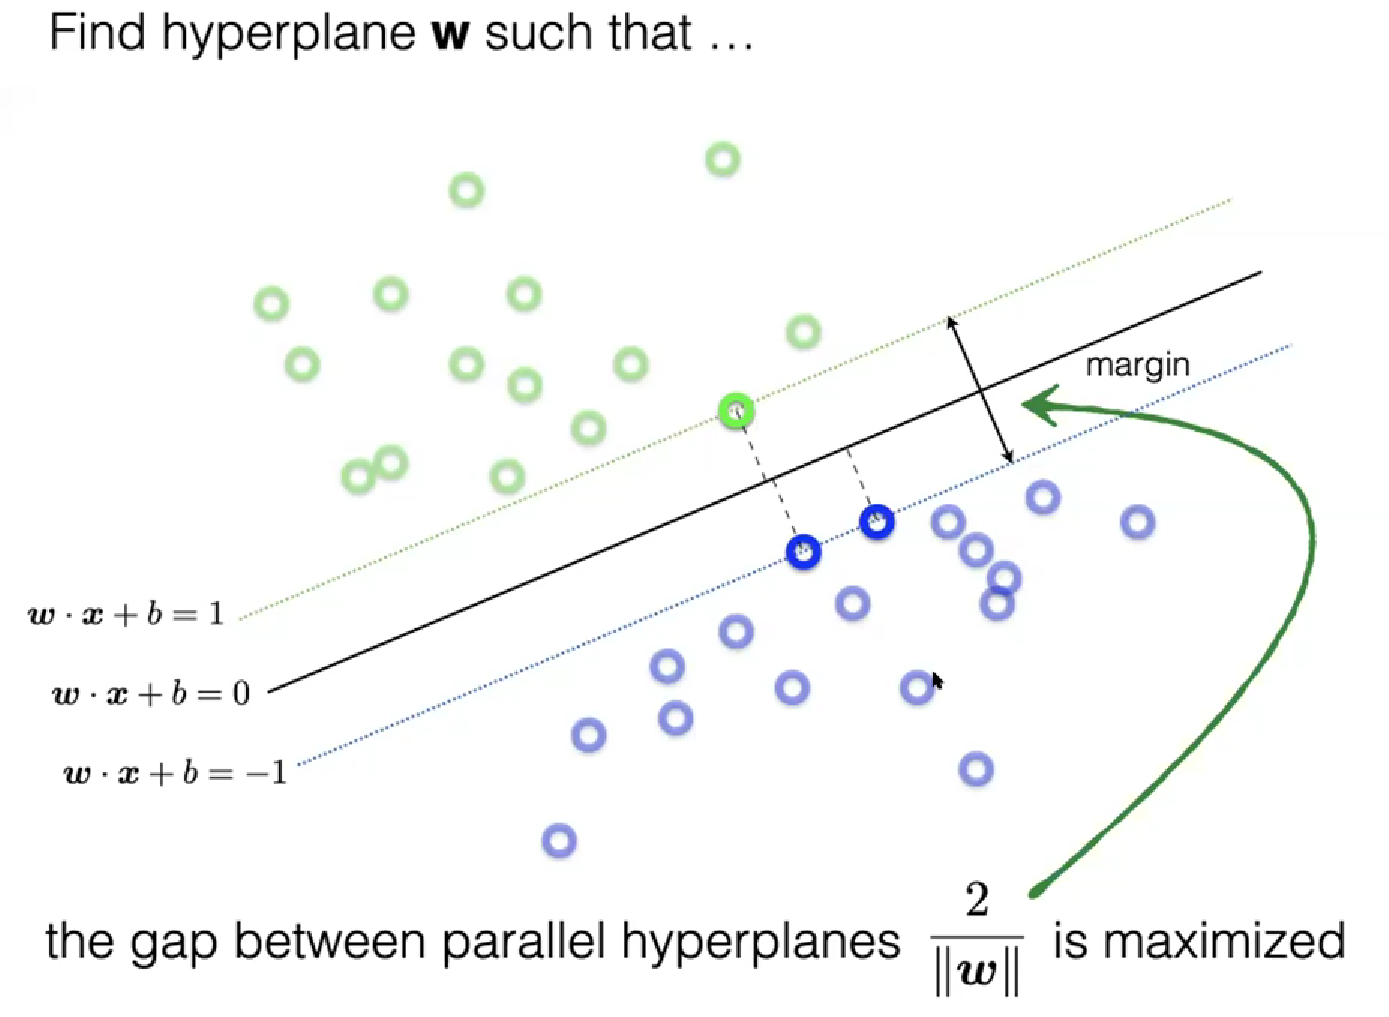 Find hyperplane w such that ...
margin
w · x + b = 1
w · x + b = 0
w · x + b = −1
the gap between parallel hyperplanes 2/‖w‖ is maximized